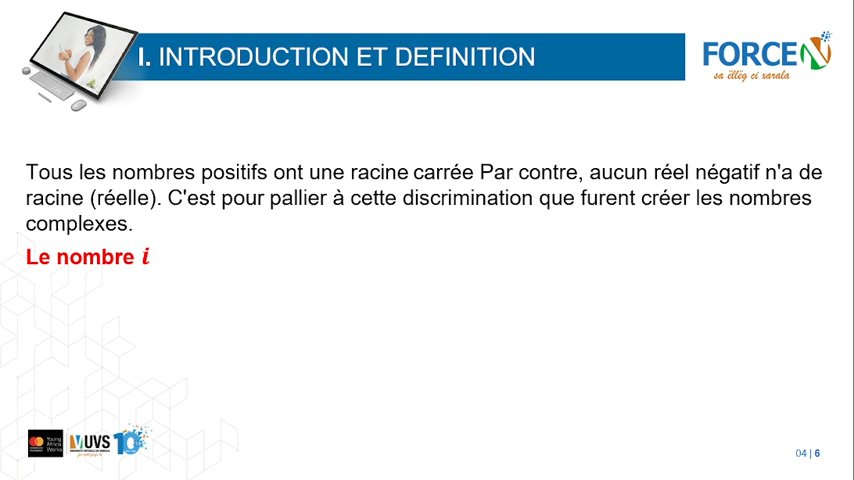 I. INTRODUCTION ET DEFINITION
FORCE N
sa ëllëg ci xarala
Tous les nombres positifs ont une racine carrée Par contre, aucun réel négatif n'a de
racine (réelle). C'est pour pallier à cette discrimination que furent créer les nombres
complexes.
Le nombre i
Young
Africa
Works
UVS
10
04 | 6